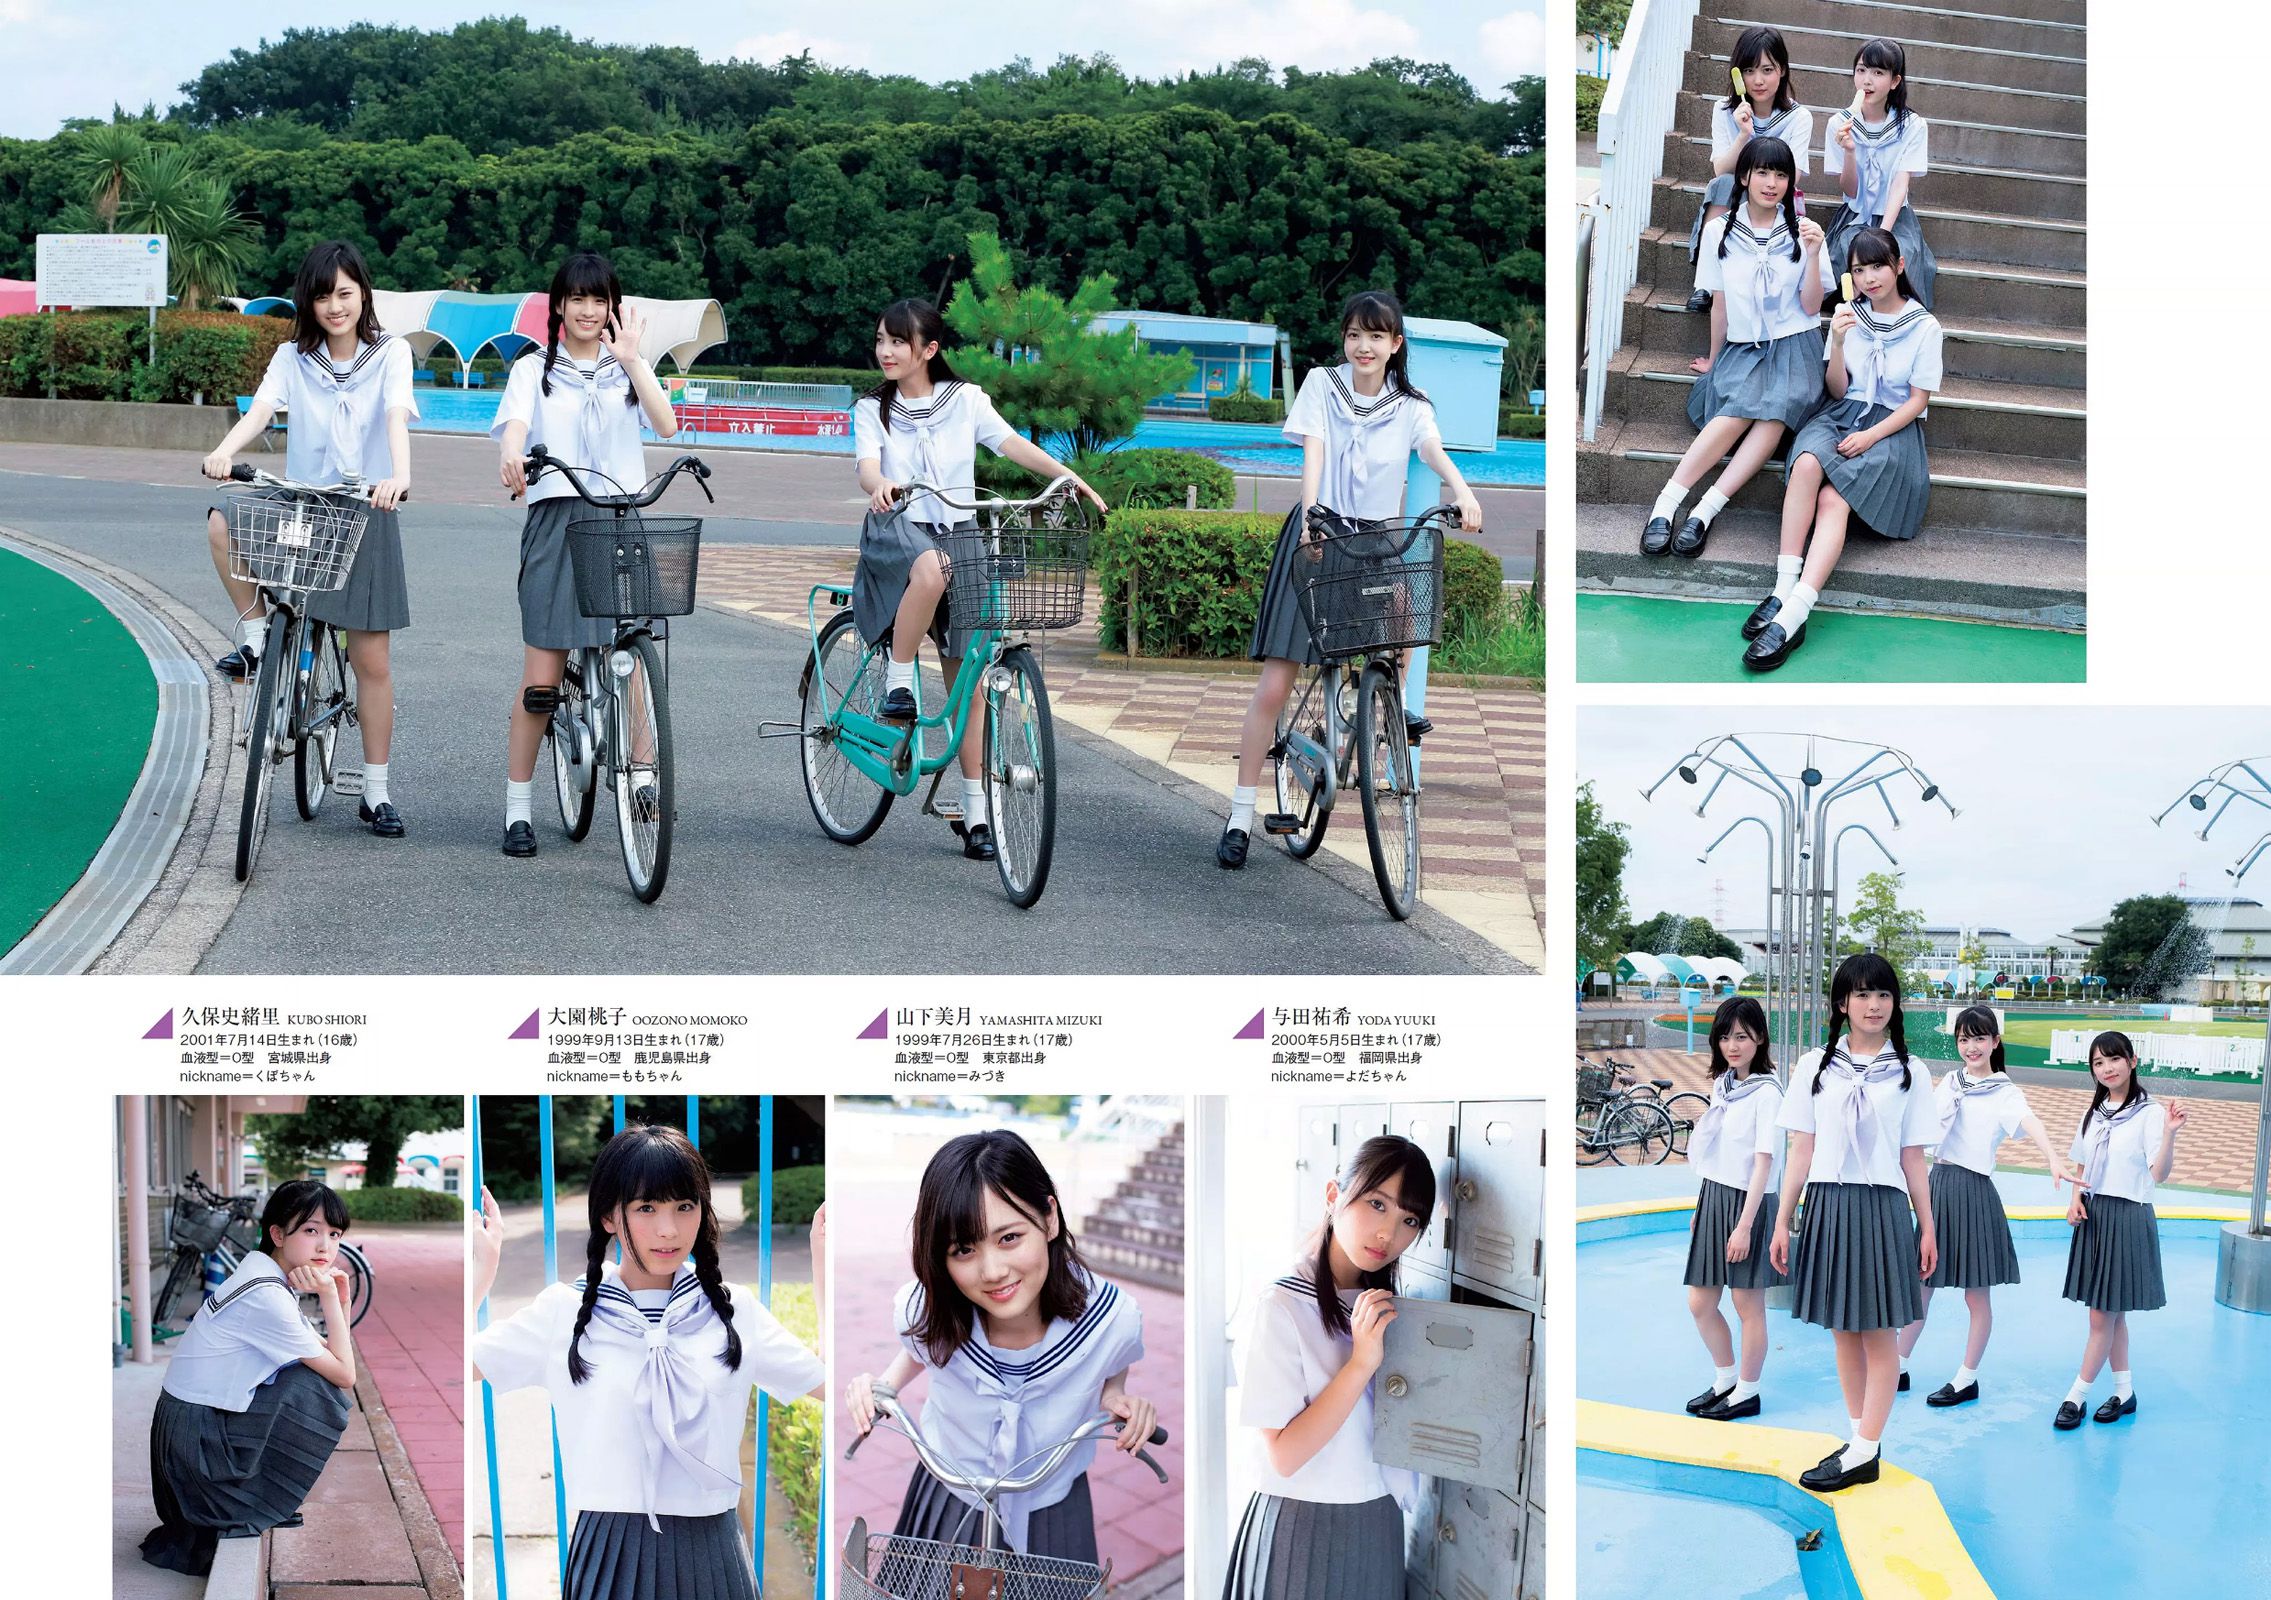 立入禁止
水深1.4m
久保史緒里 KUBO SHIORI
2001年7月14日生まれ（16歳）
血液型＝O型　宮城県出身
nickname＝くぼちゃん
大園桃子 OOZONO MOMOKO
1999年9月13日生まれ（17歳）
血液型＝O型　鹿児島県出身
nickname＝ももちゃん
山下美月 YAMASHITA MIZUKI
1999年7月26日生まれ（17歳）
血液型＝O型　東京都出身
nickname＝みづき
与田祐希 YODA YUUKI
2000年5月5日生まれ（17歳）
血液型＝O型　福岡県出身
nickname＝よだちゃん